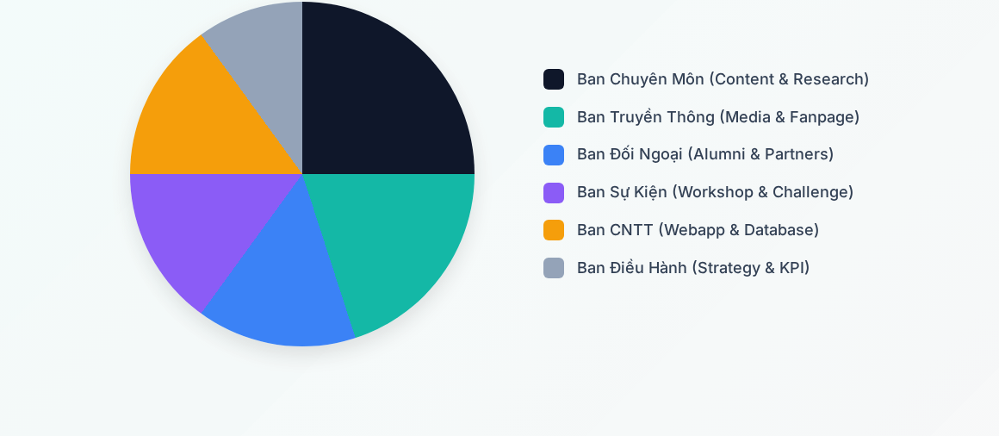 Ban Chuyên Môn (Content & Research)
Ban Truyền Thông (Media & Fanpage)
Ban Đối Ngoại (Alumni & Partners)
Ban Sự Kiện (Workshop & Challenge)
Ban CNTT (Webapp & Database)
Ban Điều Hành (Strategy & KPI)